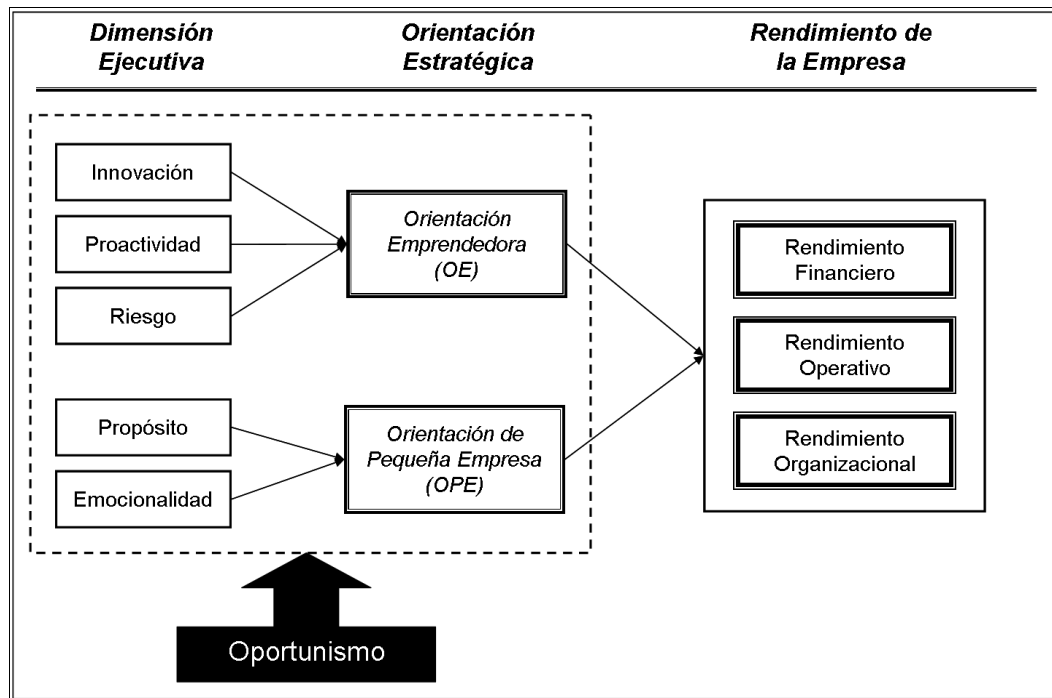 Dimensión
Ejecutiva
Orientación
Estratégica
Rendimiento de
la Empresa
Innovación
Proactividad
Riesgo
Propósito
Emocionalidad
Orientación
Emprendedora
(OE)
Orientación de
Pequeña Empresa
(OPE)
Rendimiento
Financiero
Rendimiento
Operativo
Rendimiento
Organizacional
Oportunismo